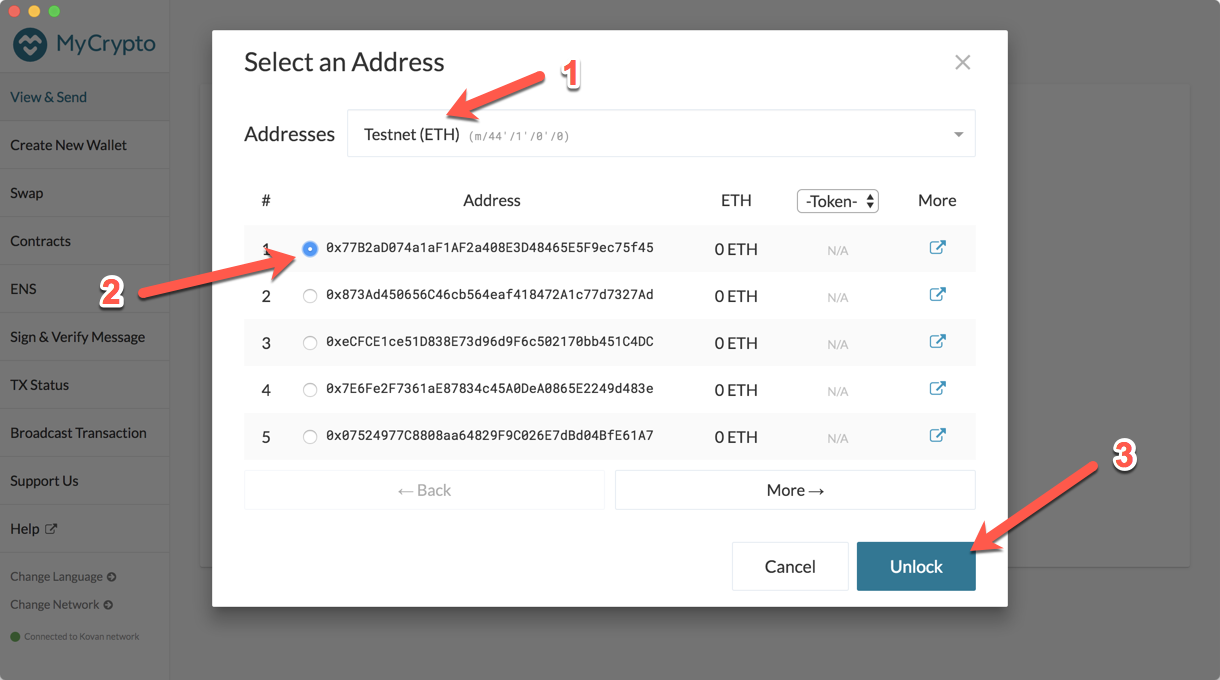 MyCrypto
View & Send
Create New Wallet
Swap
Contracts
ENS
Sign & Verify Message
TX Status
Broadcast Transaction
Support Us
Help
Change Language
Change Network
Connected to Kovan network
Select an Address
1
Addresses Testnet (ETH) (m/44'/1'/0'/0)
# Address ETH -Token- More
1 0x77B2aD074a1aF1AF2a408E3D48465E5F9ec75f45 0 ETH N/A
2
2 0x873Ad450656C46cb564eaf418472A1c77d7327Ad 0 ETH N/A
3 0xeCFCE1ce51D838E73d96d9F6c502170bb451C4DC 0 ETH N/A
4 0x7E6Fe2F7361aE87834c45A0DeA0865E2249d483e 0 ETH N/A
5 0x07524977C8808aa64829F9C026E7dBd04BfE61A7 0 ETH N/A
3
← Back More →
Cancel Unlock